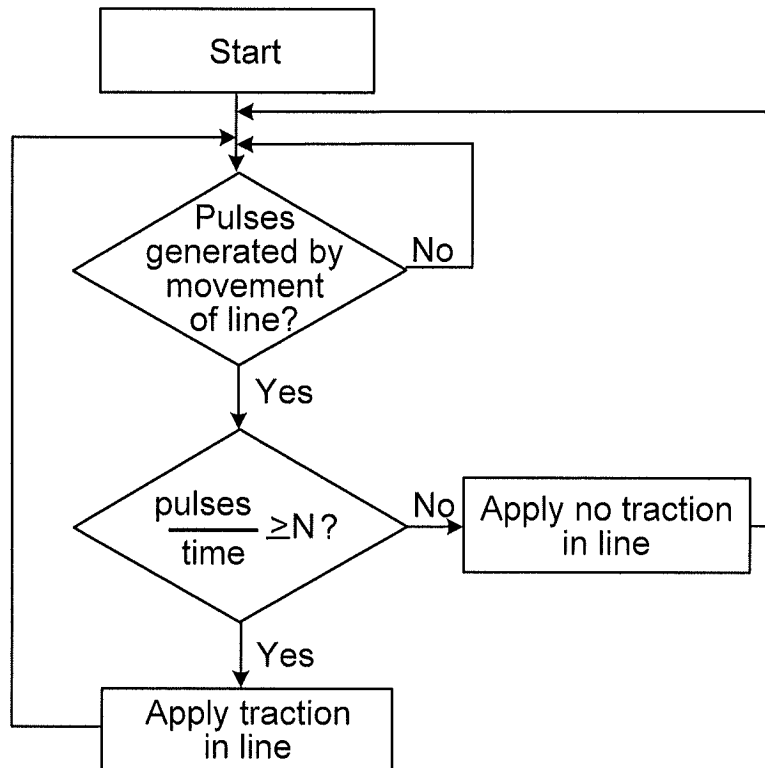 Start
Pulses
generated by
movement
of line?
No
Yes
pulses
time
≥N?
No
Apply no traction
in line
Yes
Apply traction
in line